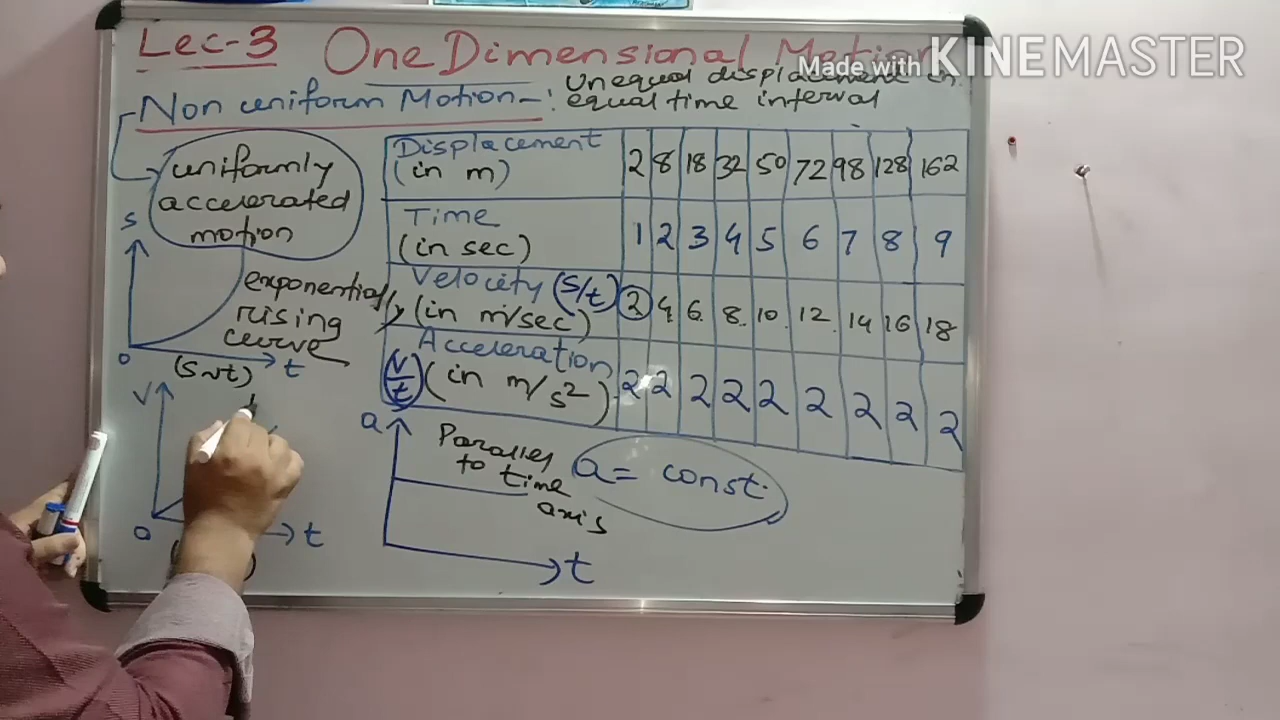 Lec-3 One Dimensional Motion
Made with KINEMASTER
Non uniform Motion - : unequal displacement in
equal time interval
uniformly
accelerated
motion
s
exponentially
rising
curve
0
t
(s~t)
Displacement
(in m)
2 8 18 32 50 72 98 128 162
Time
(in sec)
1 2 3 4 5 6 7 8 9
Velocity (s/t)
(in m/sec)
2 4 6 8 10 12 14 16 18
Acceleration
(v/t) (in m/s²)
2 2 2 2 2 2 2 2 2
v
0
t
a
Parallel
to time
axis
a = const.
t